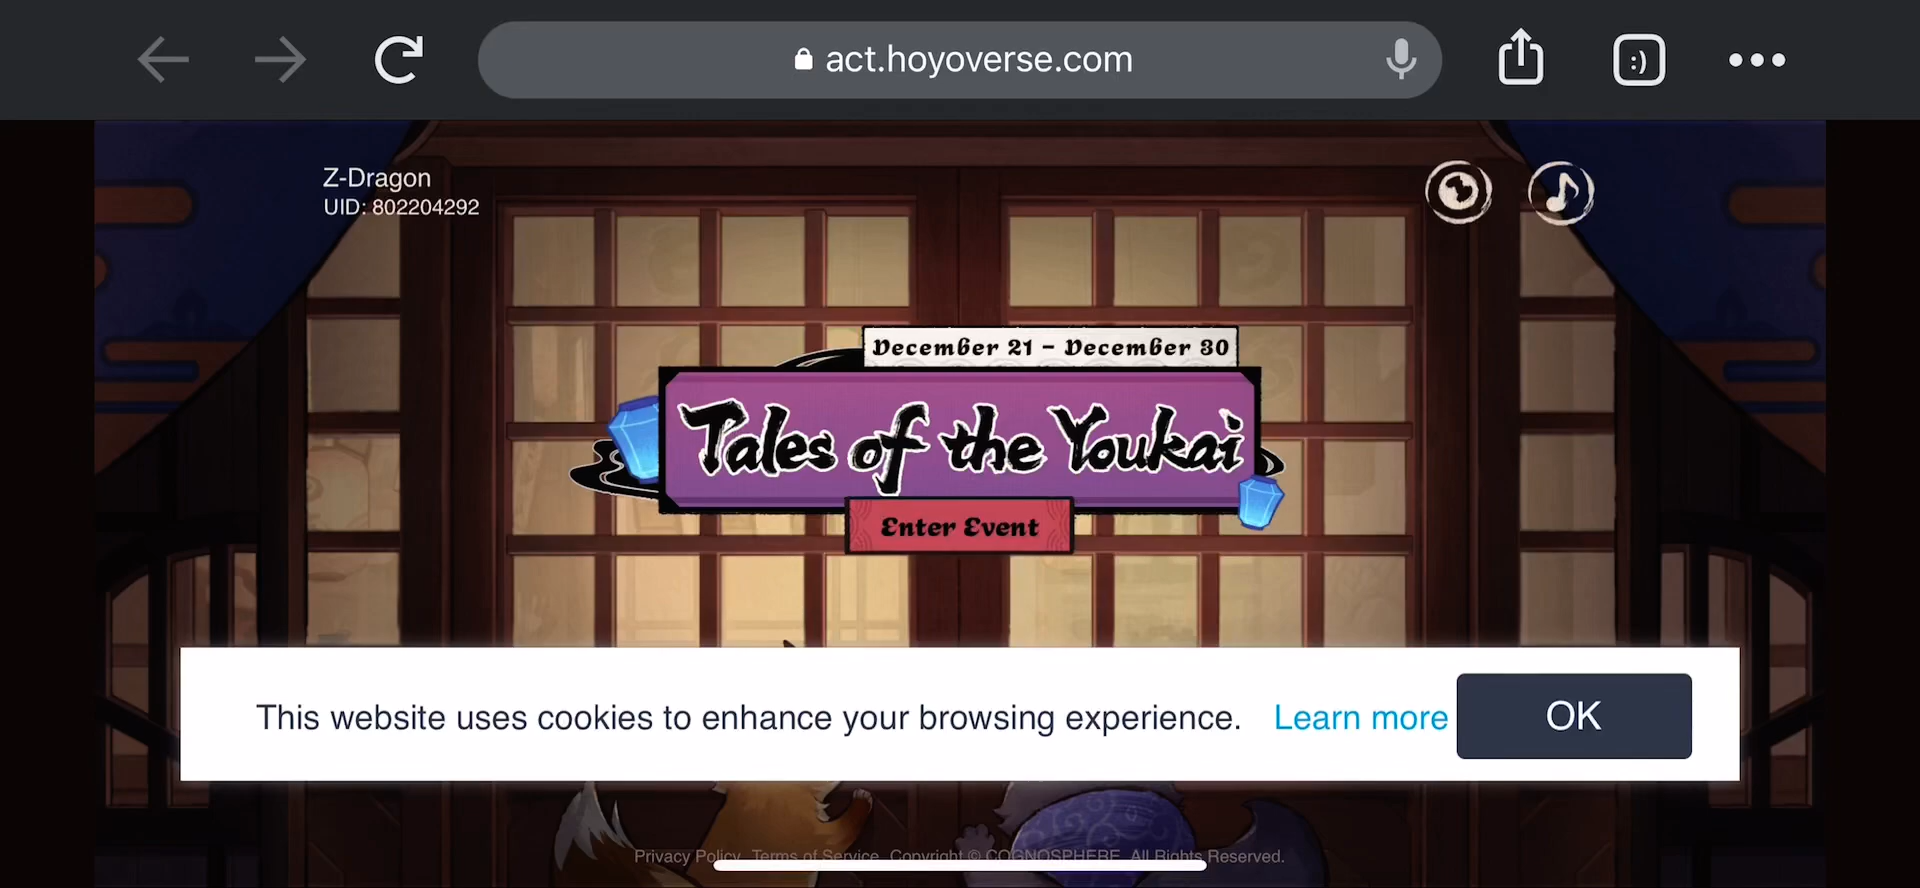 act.hoyoverse.com
:)
Z-Dragon
UID: 802204292
December 21 – December 30
Tales of the Youkai
Enter Event
This website uses cookies to enhance your browsing experience. Learn more OK
Privacy Policy Terms of Service Copyright © COGNOSPHERE. All Rights Reserved.